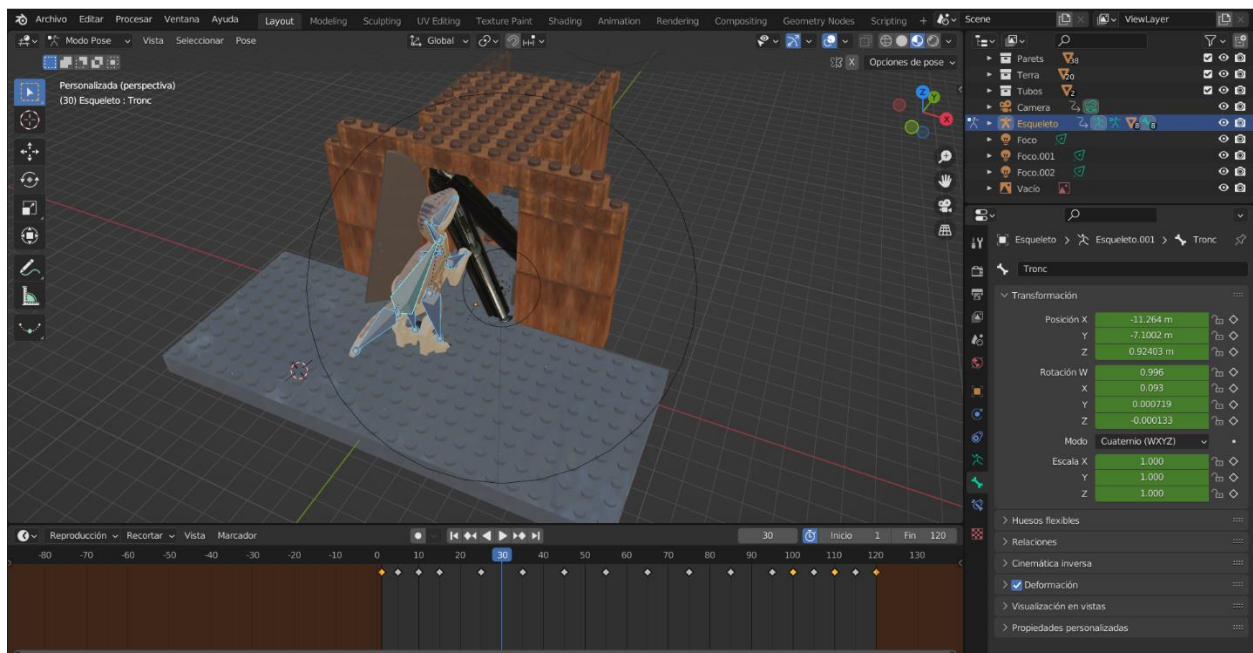 Archivo Editar Procesar Ventana Ayuda Layout Modeling Sculpting UV Editing Texture Paint Shading Animation Rendering Compositing Geometry Nodes Scripting + Scene ViewLayer
Modo Pose Vista Seleccionar Pose Global
X Opciones de pose
Personalizada (perspectiva)
(30) Esqueleto : Tronc
Z
Y
X
Parets 38
Terra 20
Tubos 2
Camera
Esqueleto 8 8
Foco
Foco.001
Foco.002
Vacío
Esqueleto > Esqueleto.001 > Tronc
Tronc
Transformación
Posición X -11.264 m
Y -7.1002 m
Z 0.92403 m
Rotación W 0.996
X 0.093
Y 0.000719
Z -0.000133
Modo Cuaternio (WXYZ)
Escala X 1.000
Y 1.000
Z 1.000
Huesos flexibles
Relaciones
Cinemática inversa
Deformación
Visualización en vistas
Propiedades personalizadas
Reproducción Recortar Vista Marcador 30 Inicio 1 Fin 120
-80 -70 -60 -50 -40 -30 -20 -10 0 10 20 30 40 50 60 70 80 90 100 110 120 130